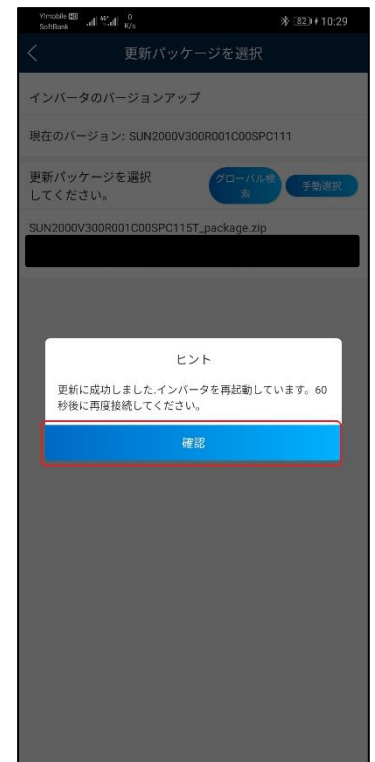 Y!mobile HD
SoftBank
4G+
0
K/s
82
10:29
更新パッケージを選択
インバータのバージョンアップ
現在のバージョン: SUN2000V300R001C00SPC111
更新パッケージを選択
してください。
グローバル検
索
手動選択
SUN2000V300R001C00SPC115T_package.zip
ヒント
更新に成功しました.インバータを再起動しています。60
秒後に再度接続してください。
確認